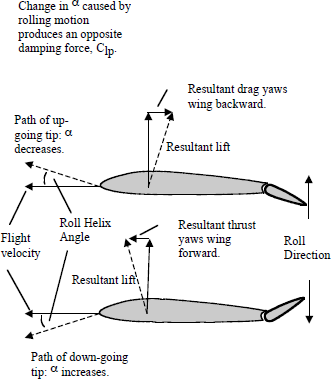 Change in α caused by
rolling motion
produces an opposite
damping force, Clp.
Resultant drag yaws
wing backward.
Path of up-
going tip: α
decreases.
Resultant lift
Flight
velocity
Roll Helix
Angle
Resultant thrust
yaws wing
forward.
Roll
Direction
Resultant lift
Path of down-going
tip: α increases.